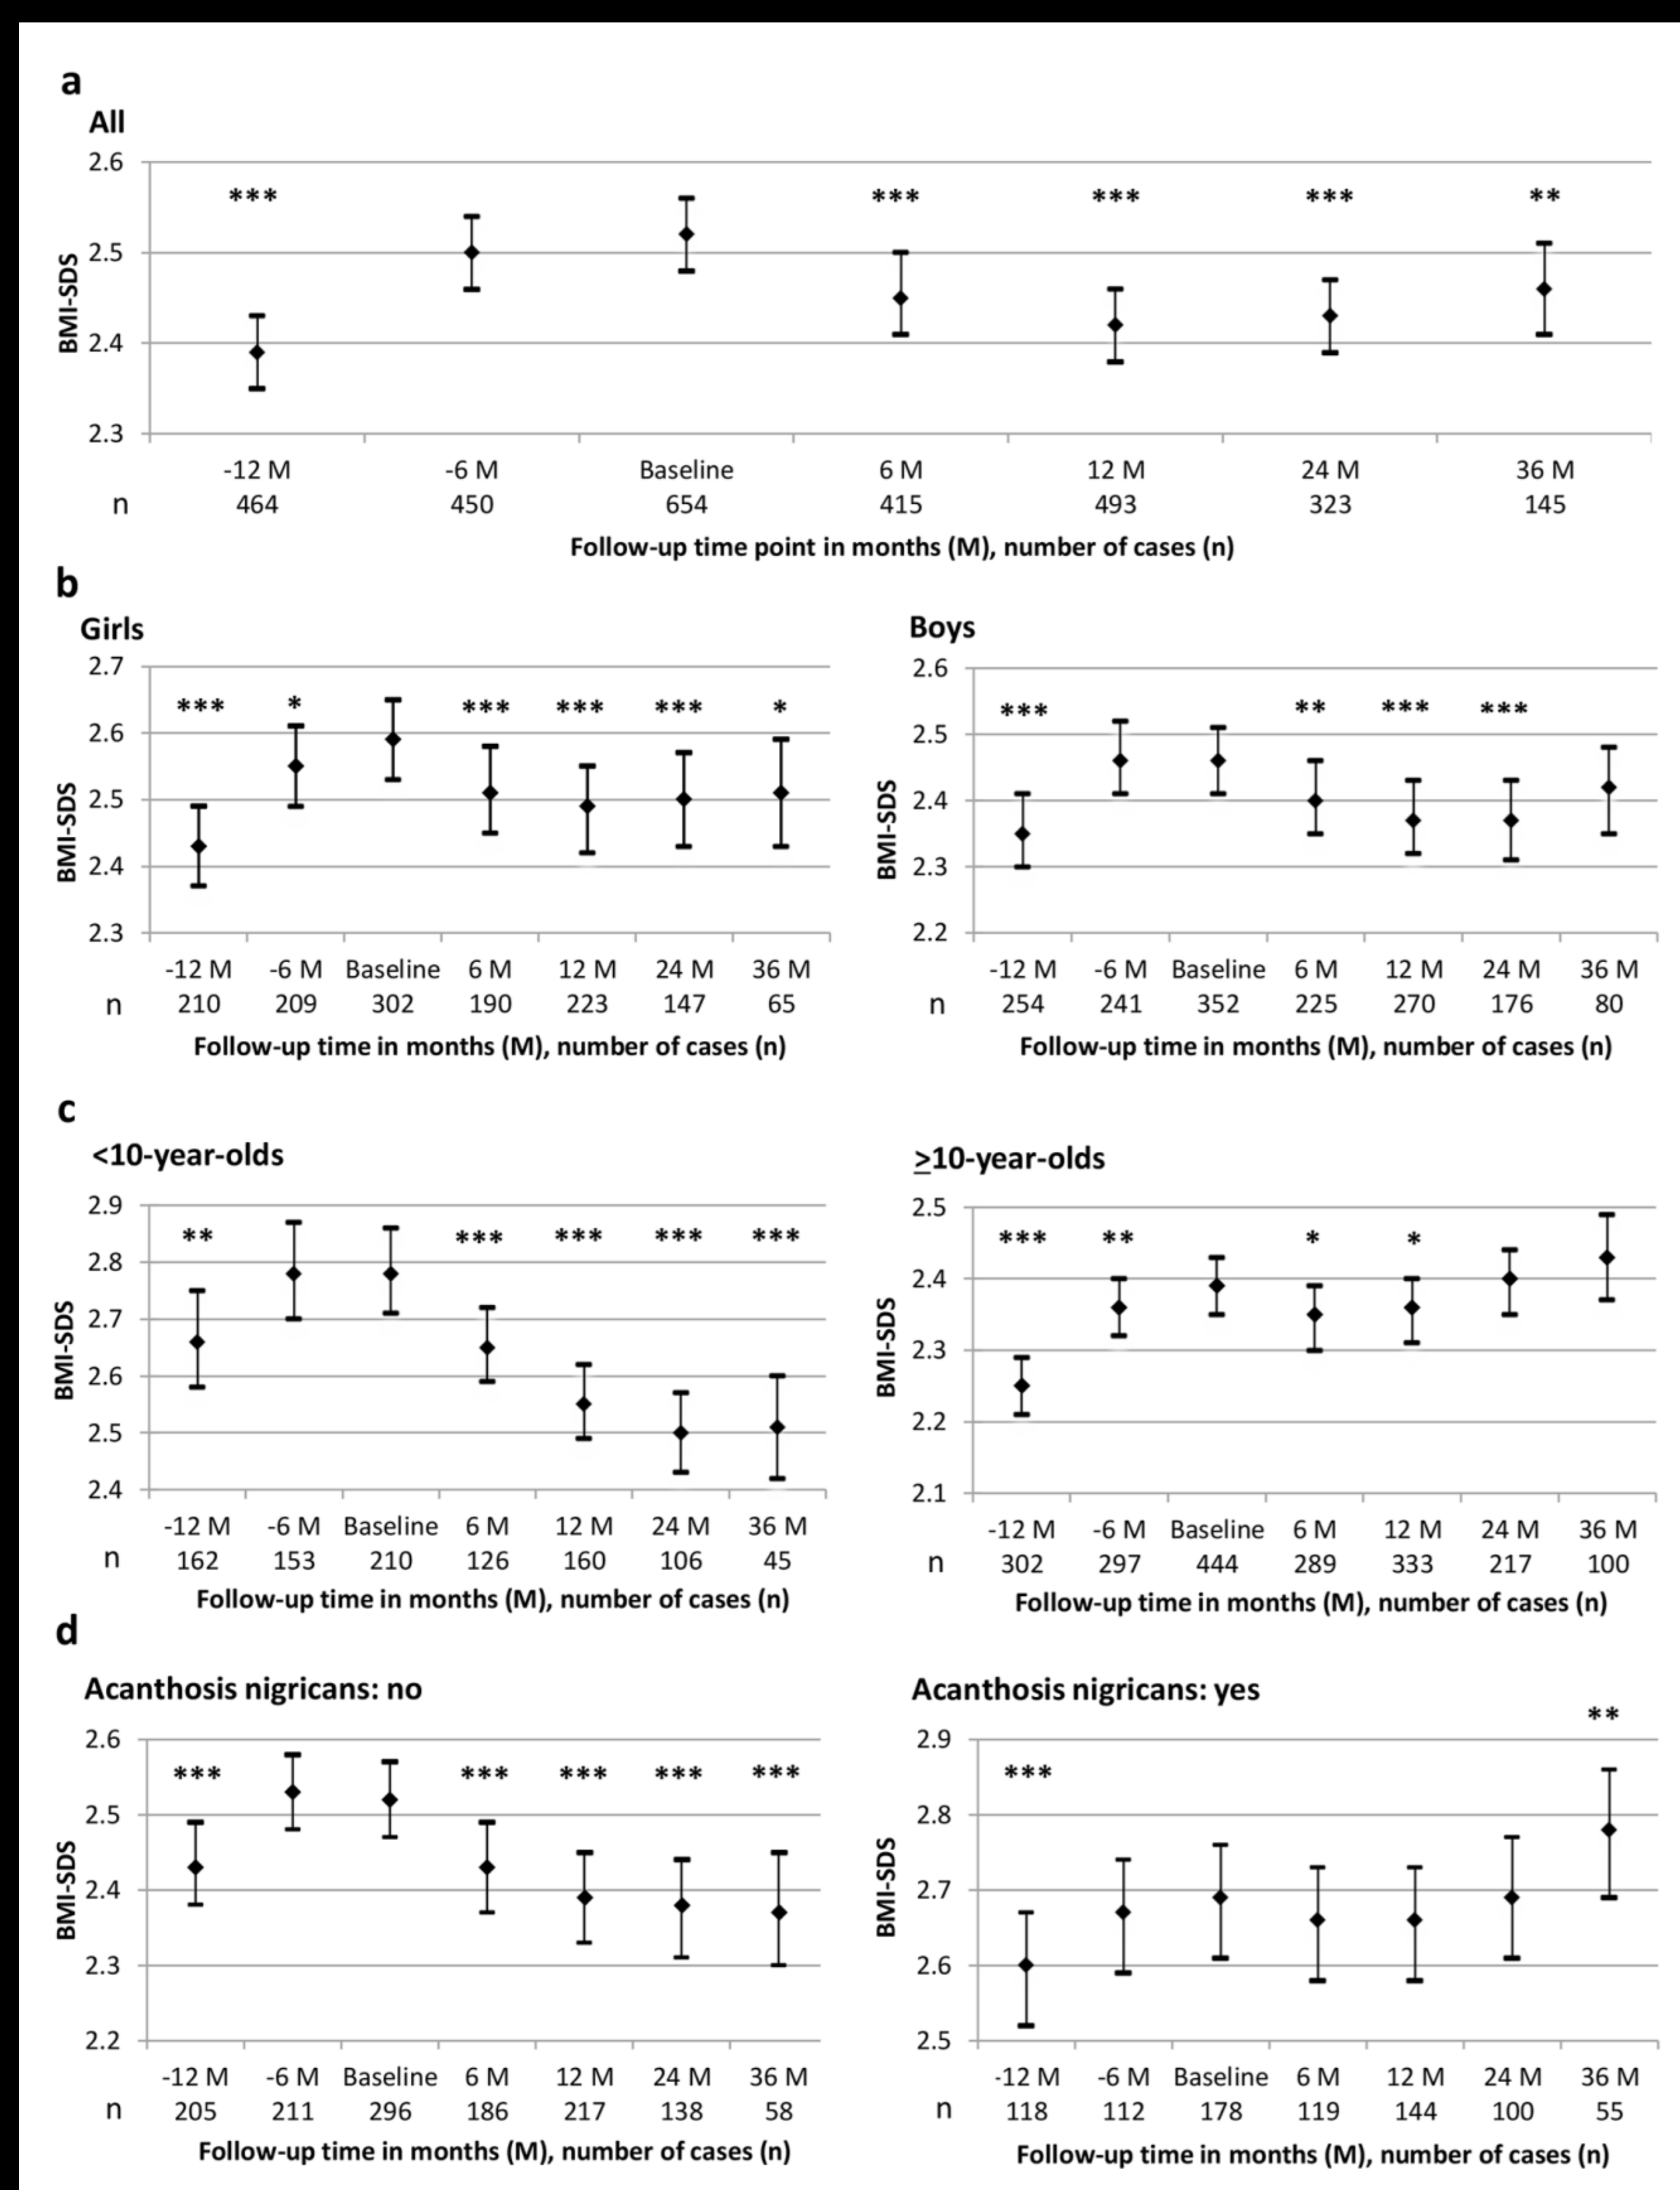 a
All
2.6
*** *** *** *** **
2.5
2.4
2.3
BMI-SDS
-12 M -6 M Baseline 6 M 12 M 24 M 36 M
n 464 450 654 415 493 323 145
Follow-up time point in months (M), number of cases (n)
b
Girls
2.7
*** * *** *** *** *
2.6
2.5
2.4
2.3
BMI-SDS
-12 M -6 M Baseline 6 M 12 M 24 M 36 M
n 210 209 302 190 223 147 65
Follow-up time in months (M), number of cases (n)
Boys
2.6
*** ** *** ***
2.5
2.4
2.3
2.2
BMI-SDS
-12 M -6 M Baseline 6 M 12 M 24 M 36 M
n 254 241 352 225 270 176 80
Follow-up time in months (M), number of cases (n)
c
<10-year-olds
2.9
** *** *** *** ***
2.8
2.7
2.6
2.5
2.4
BMI-SDS
-12 M -6 M Baseline 6 M 12 M 24 M 36 M
n 162 153 210 126 160 106 45
Follow-up time in months (M), number of cases (n)
≥10-year-olds
2.5
*** ** * *
2.4
2.3
2.2
2.1
BMI-SDS
-12 M -6 M Baseline 6 M 12 M 24 M 36 M
n 302 297 444 289 333 217 100
Follow-up time in months (M), number of cases (n)
d
Acanthosis nigricans: no
2.6
*** *** *** *** ***
2.5
2.4
2.3
2.2
BMI-SDS
-12 M -6 M Baseline 6 M 12 M 24 M 36 M
n 205 211 296 186 217 138 58
Follow-up time in months (M), number of cases (n)
Acanthosis nigricans: yes
**
2.9
***
2.8
2.7
2.6
2.5
BMI-SDS
-12 M -6 M Baseline 6 M 12 M 24 M 36 M
n 118 112 178 119 144 100 55
Follow-up time in months (M), number of cases (n)